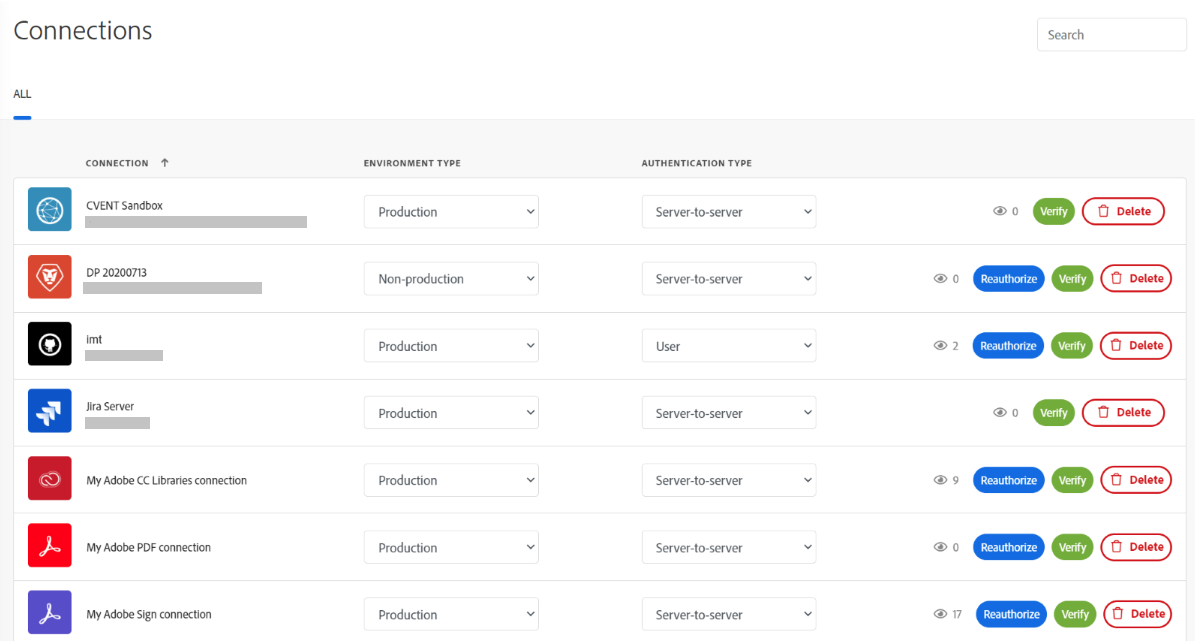 Connections
Search
ALL
CONNECTION ENVIRONMENT TYPE AUTHENTICATION TYPE
CVENT Sandbox Production Server-to-server 0 Verify Delete
DP 20200713 Non-production Server-to-server 0 Reauthorize Verify Delete
imt Production User 2 Reauthorize Verify Delete
Jira Server Production Server-to-server 0 Verify Delete
My Adobe CC Libraries connection Production Server-to-server 9 Reauthorize Verify Delete
My Adobe PDF connection Production Server-to-server 0 Reauthorize Verify Delete
My Adobe Sign connection Production Server-to-server 17 Reauthorize Verify Delete